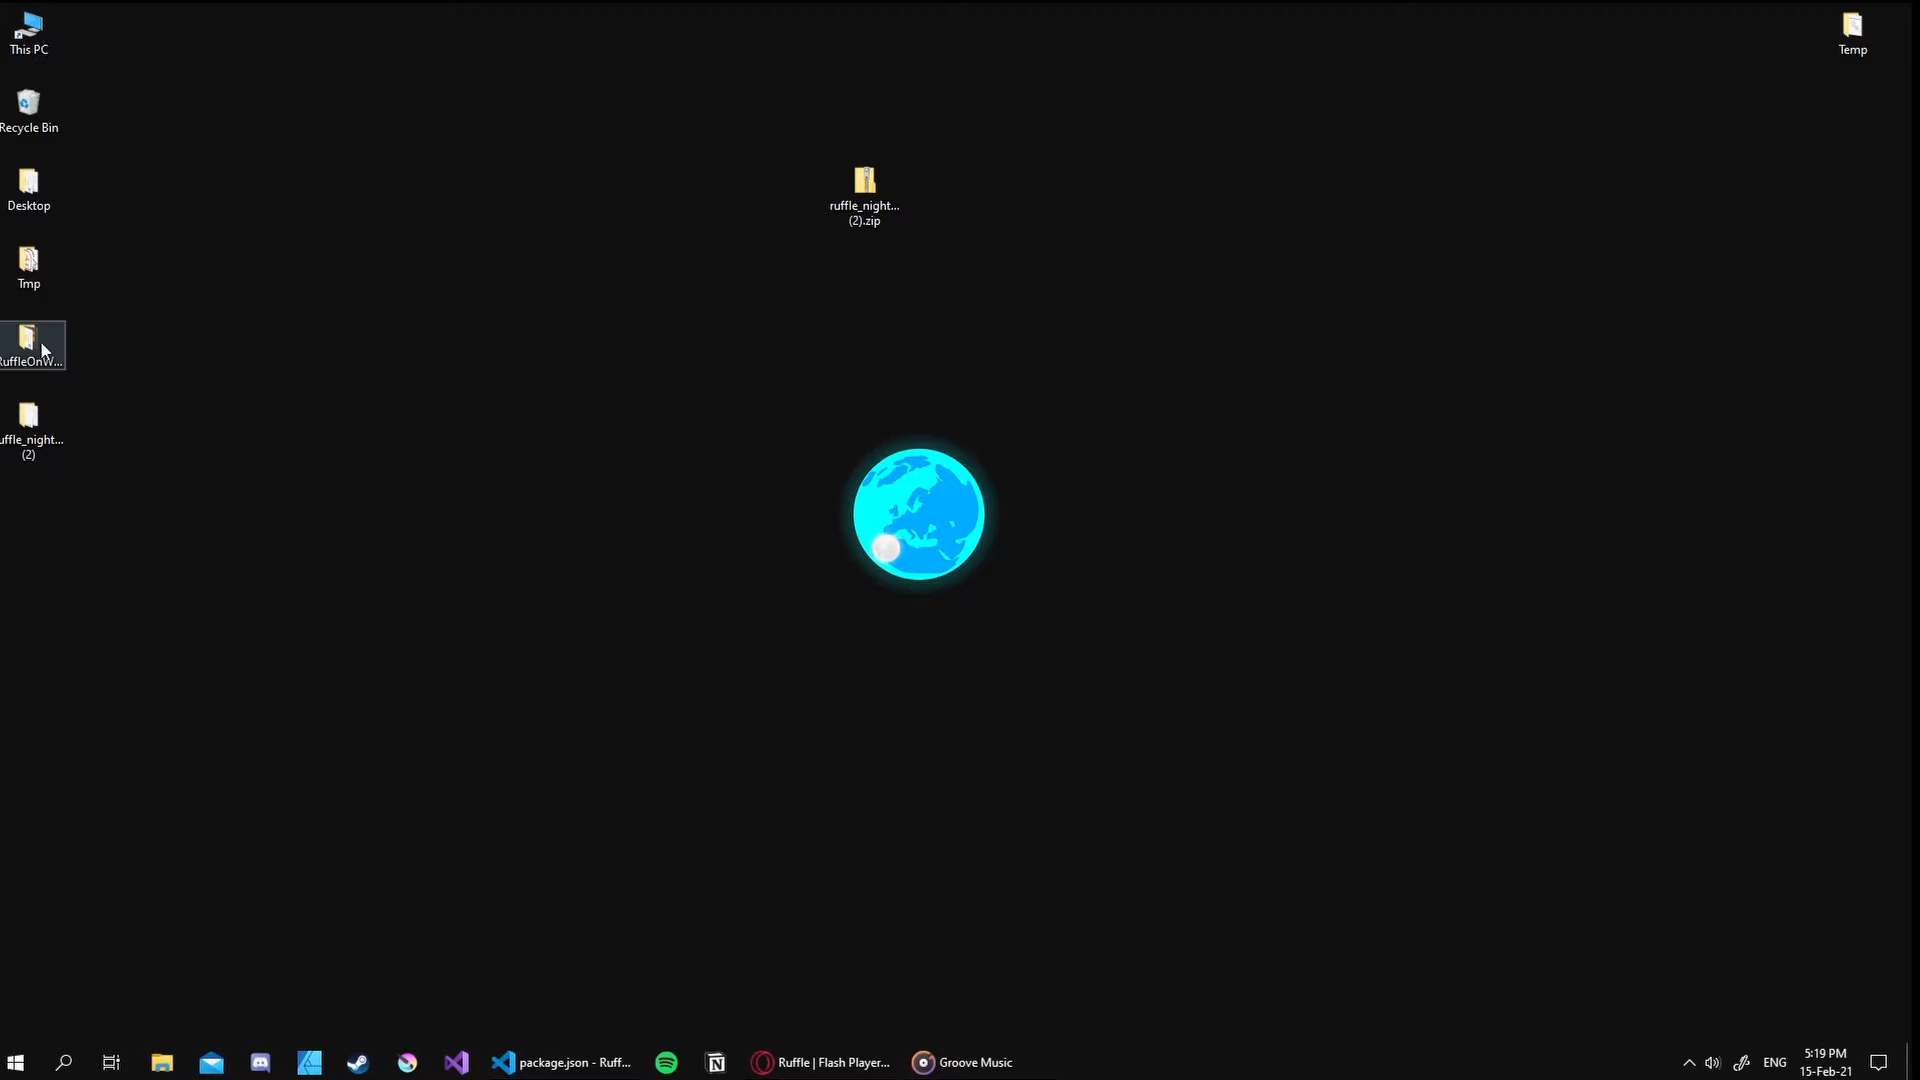 This PC
Temp
Recycle Bin
Desktop
ruffle_night...
(2).zip
Tmp
RuffleOnW...
uffle_night...
(2)
package.json - Ruff...
Ruffle | Flash Player...
Groove Music
ENG
5:19 PM
15-Feb-21